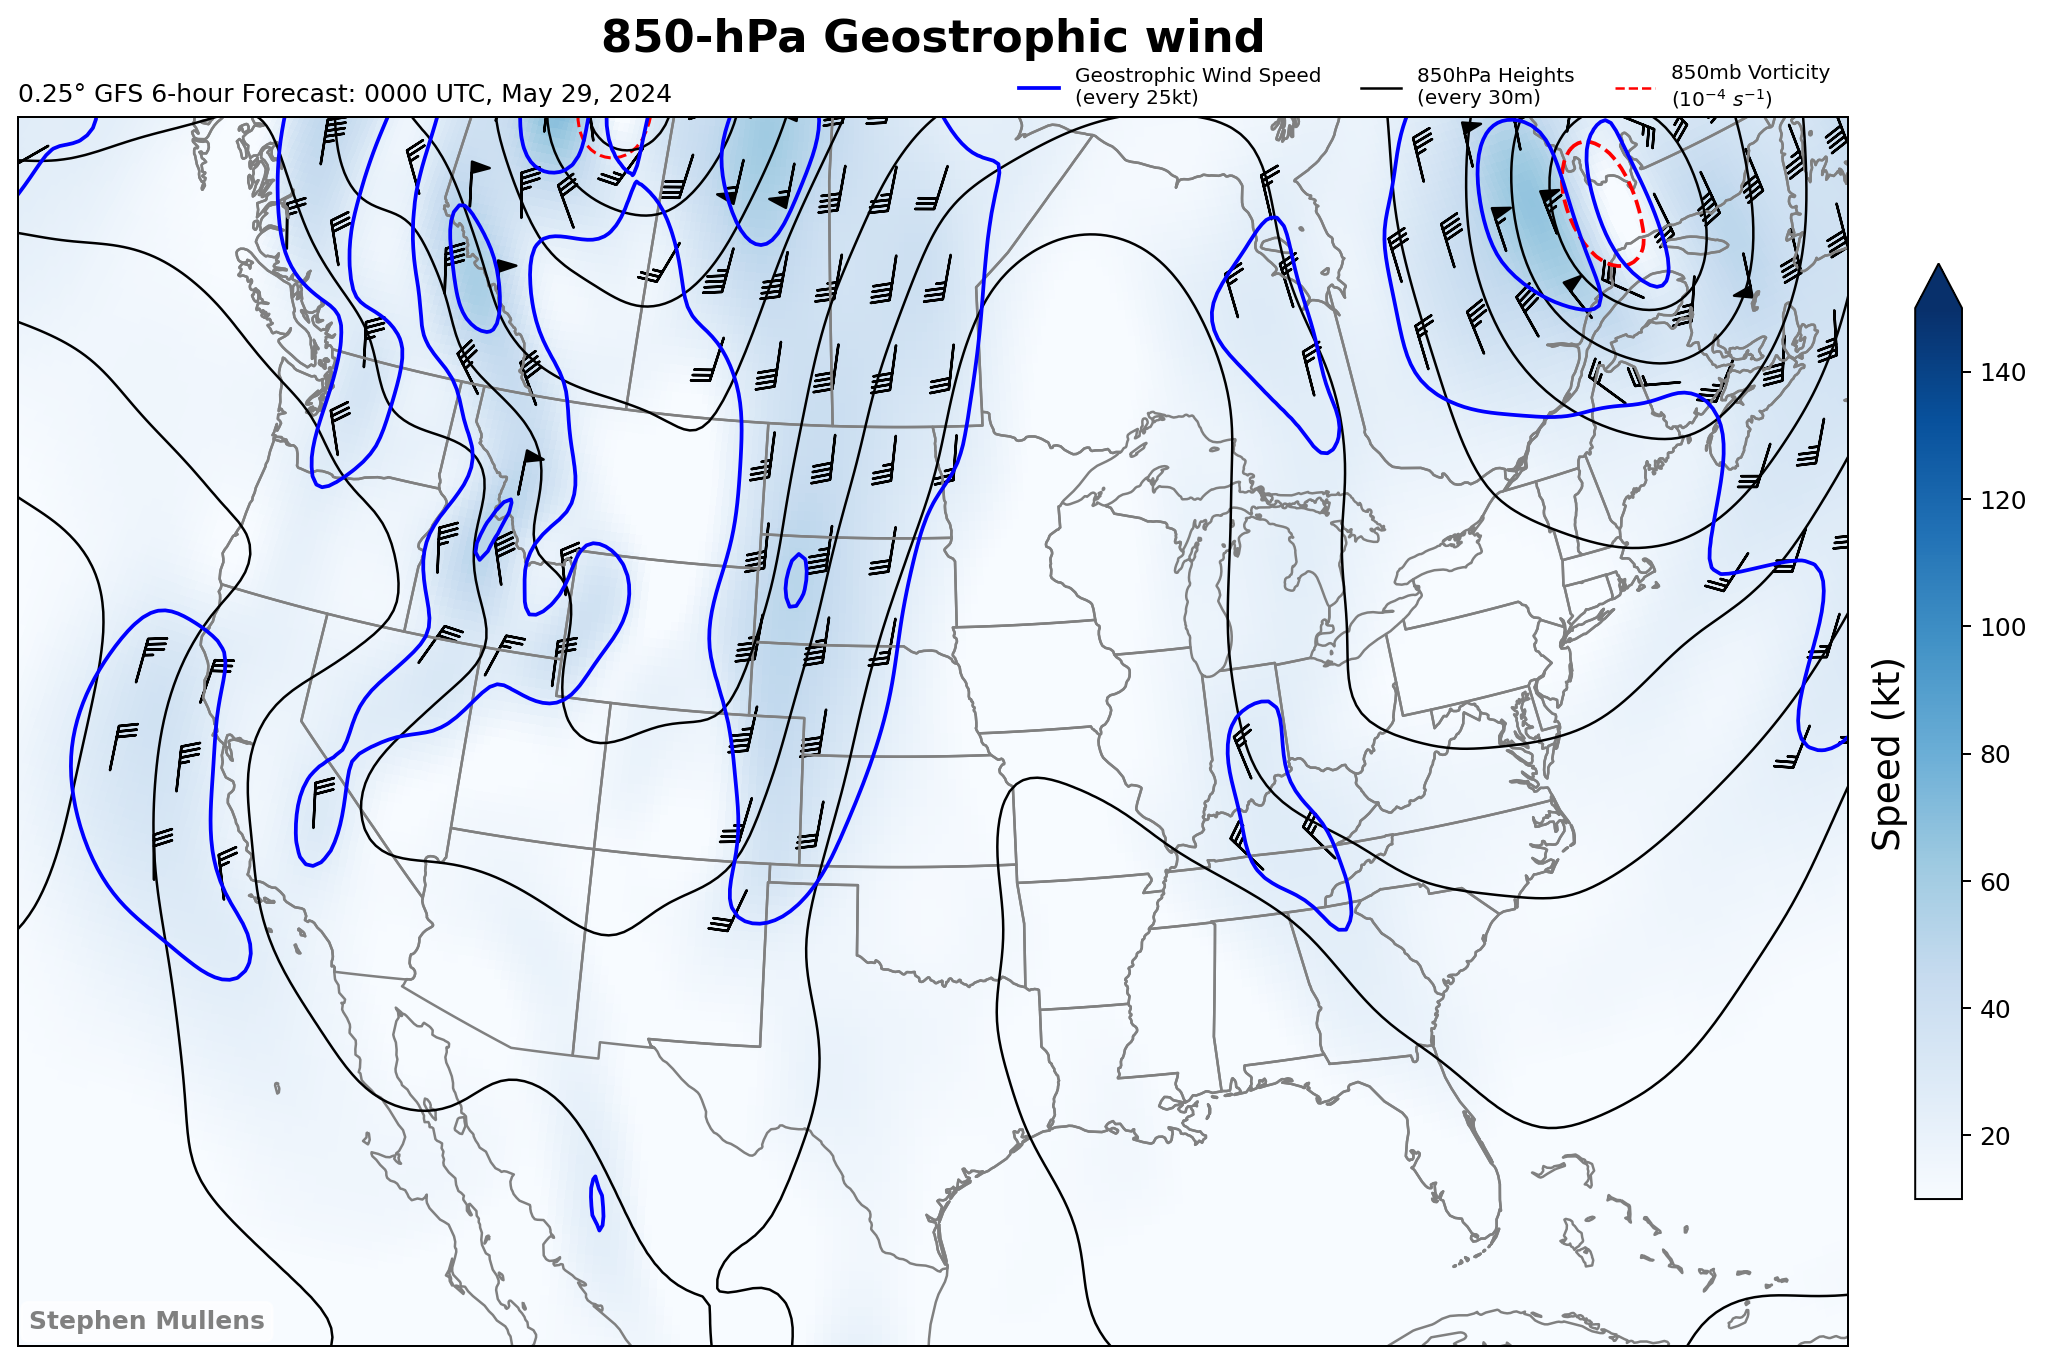 850-hPa Geostrophic wind
0.25° GFS 6-hour Forecast: 0000 UTC, May 29, 2024
Geostrophic Wind Speed
(every 25kt)
850hPa Heights
(every 30m)
850mb Vorticity
(10⁻⁴ s⁻¹)
140
120
100
80
60
40
20
Speed (kt)
Stephen Mullens